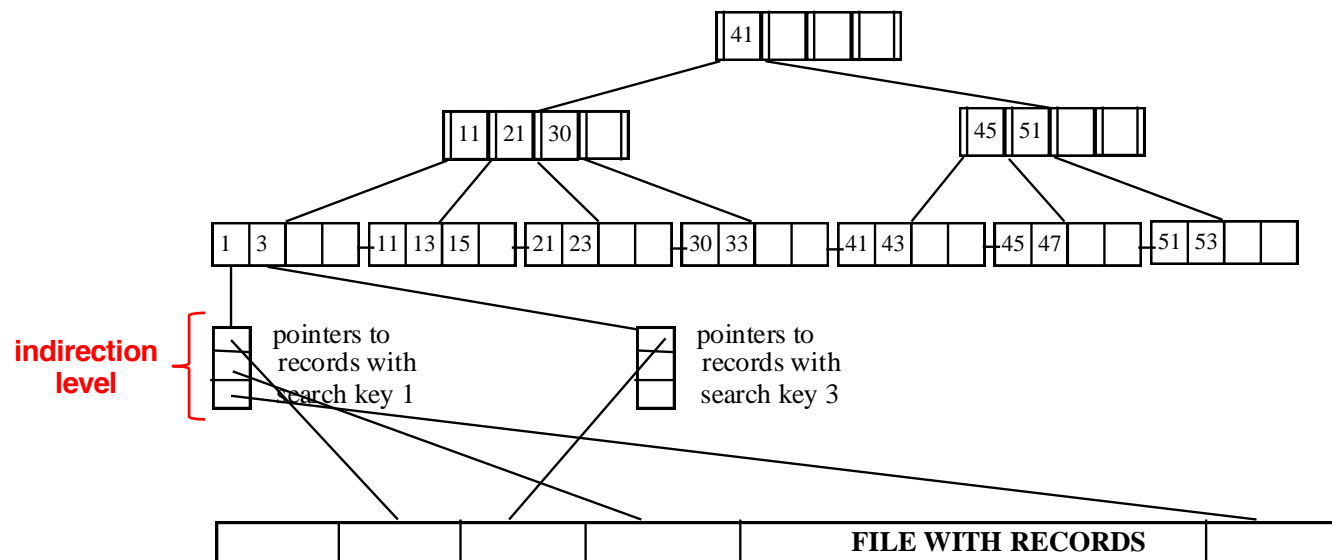 41
11 21 30
45 51
1 3
11 13 15
21 23
30 33
41 43
45 47
51 53
indirection
level
pointers to
records with
search key 1
pointers to
records with
search key 3
FILE WITH RECORDS